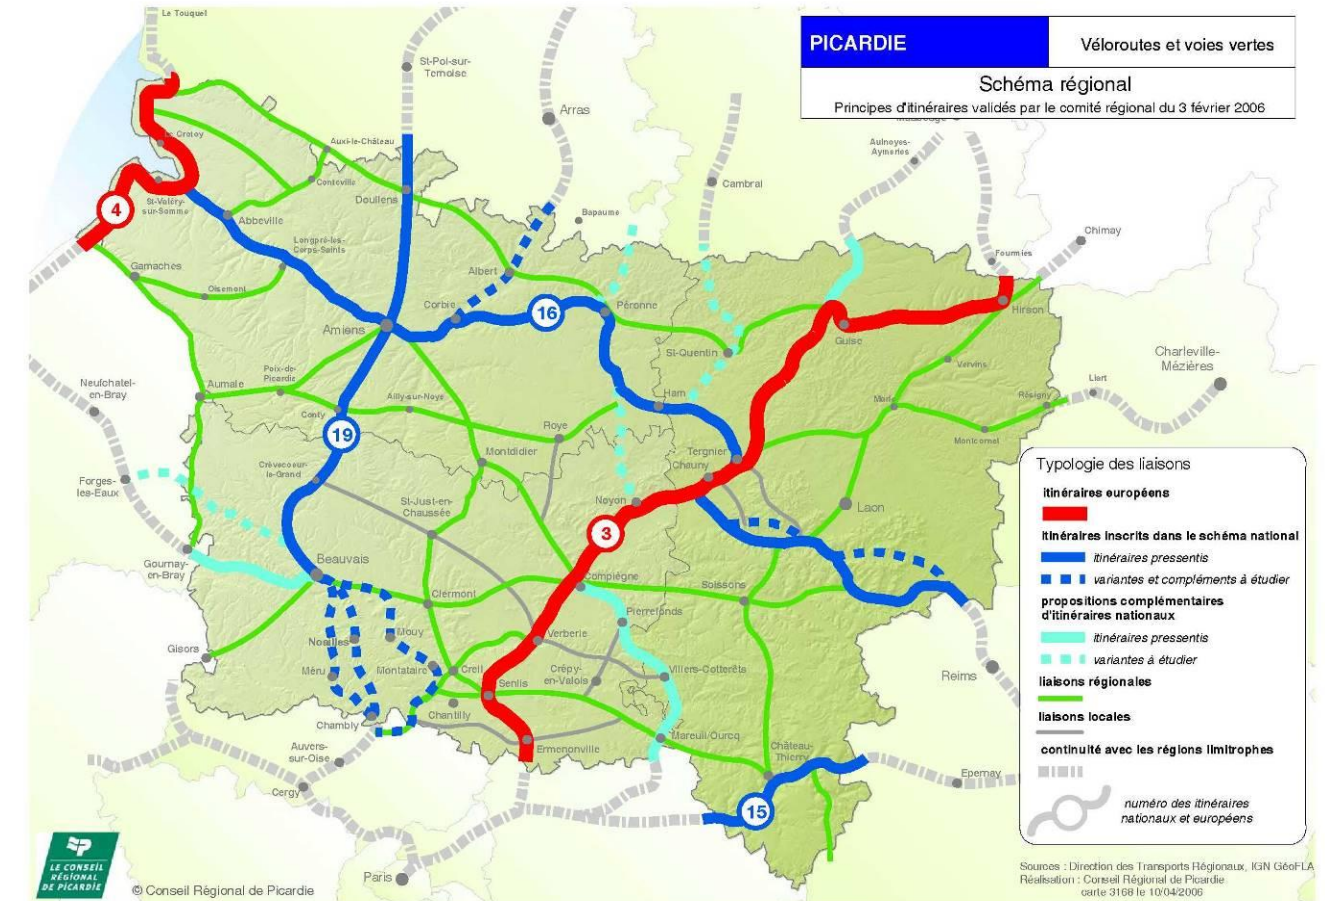 PICARDIE
Véloroutes et voies vertes
Schéma régional
Principes d'itinéraires validés par le comité régional du 3 février 2006
Le Touquet
St-Pol-sur-
Ternoise
Arras
Aulnoyes-
Aymeries
Cambrai
Le Crotoy
Auxi-le-Château
Conteville
Doullens
4
St-Valéry-
sur-Somme
Abbeville
Bapaume
Chimay
Fourmies
Longpré-les-
Corps-Saints
Gamaches
Oisemont
Albert
Corbie
16
Péronne
Hirson
Amiens
Guise
St-Quentin
Charleville-
Mézières
Vervins
Poix-de-
Picardie
Neufchatel-
en-Bray
Aumale
Ailly-sur-Noye
Ham
Liart
Conty
Marle
Résigny
19
Roye
Montcornet
Montdidier
Tergnier
Chauny
Crèvecoeur-
le-Grand
Forges-
les-Eaux
St-Just-en-
Chaussée
Noyon
Laon
3
Gournay-
en-Bray
Beauvais
Compiègne
Soissons
Clermont
Pierrefonds
Noailles
Mouy
Verberie
Gisors
Méru
Montataire
Creil
Crépy-
en-Valois
Villers-Cotterêts
Reims
Senlis
Chantilly
Chambly
Mareuil/Ourcq
Ermenonville
Auvers-
sur-Oise
Château-
Thierry
Cergy
Epernay
15
Paris
Typologie des liaisons
itinéraires européens
itinéraires inscrits dans le schéma national
itinéraires pressentis
variantes et compléments à étudier
propositions complémentaires
d'itinéraires nationaux
itinéraires pressentis
variantes à étudier
liaisons régionales
liaisons locales
continuité avec les régions limitrophes
numéro des itinéraires
nationaux et européens
LE CONSEIL
RÉGIONAL
DE PICARDIE
© Conseil Régional de Picardie
Sources : Direction des Transports Régionaux, IGN GéoFLA
Réalisation : Conseil Régional de Picardie
carte 3168 le 10/04/2006